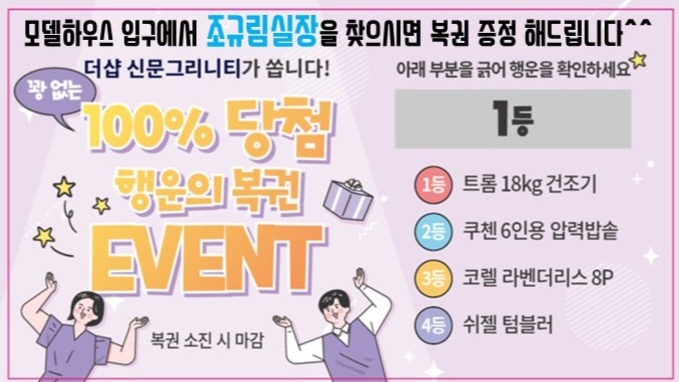 모델하우스 입구에서 조규림실장을 찾으시면 복권 증정 해드립니다^^
더샵 신문그리니티가 쏩니다!
꽝 없는
100% 당첨
행운의 복권
EVENT
복권 소진 시 마감
아래 부분을 긁어 행운을 확인하세요
1등
1등 트롬 18kg 건조기
2등 쿠첸 6인용 압력밥솥
3등 코렐 라벤더리스 8P
4등 쉬젤 텀블러